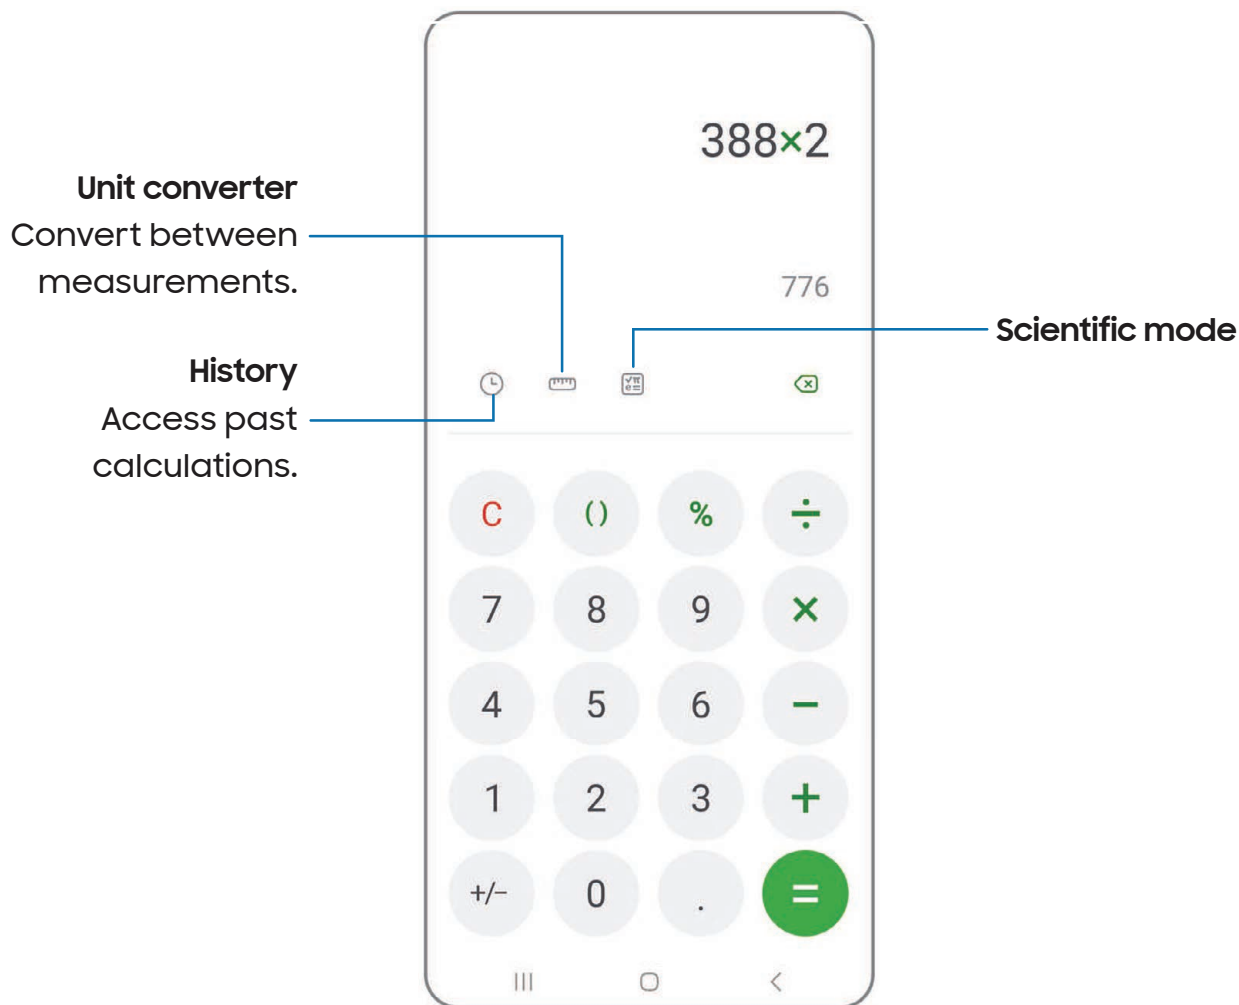 388×2
Unit converter
Convert between
measurements.
776
Scientific mode
History
Access past
calculations.
√π
e=
C
( )
%
÷
7
8
9
×
4
5
6
−
1
2
3
+
+/−
0
.
=